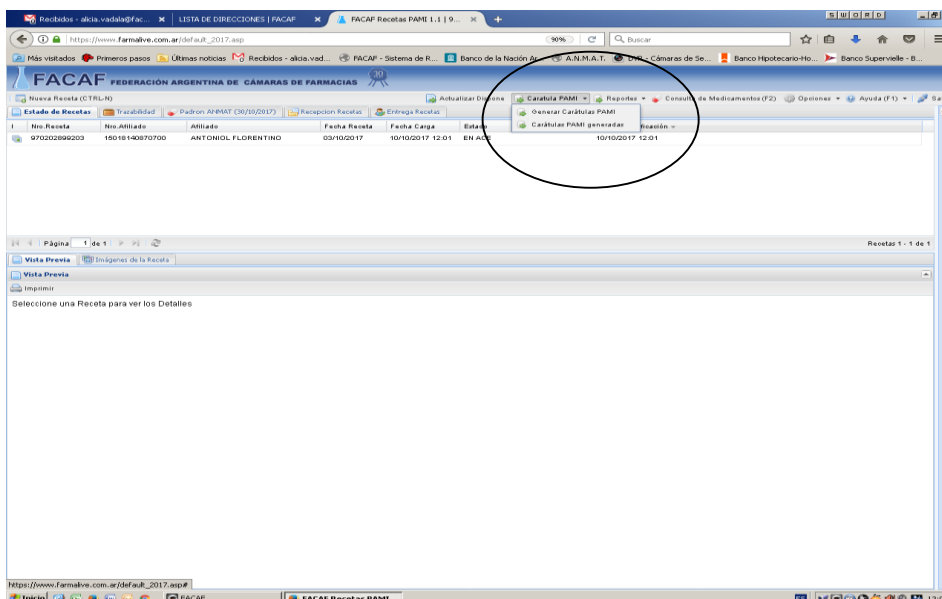 Recibidos - alicia.vadala@fac... LISTA DE DIRECCIONES | FACAF FACAF Recetas PAMI 1.1 | 9... SWORD
https://www.farmalive.com.ar/default_2017.asp 90% Buscar
Más visitados Primeros pasos Últimas noticias Recibidos - alicia.vad... FACAF - Sistema de R... Banco de la Nación Ar... A.N.M.A.T. Cámaras de Se... Banco Hipotecario-Ho... Banco Supervielle - B...
FACAF FEDERACIÓN ARGENTINA DE CÁMARAS DE FARMACIAS 30
Nueva Receta (CTRL-N) Actualizar Caratula PAMI Reportes Consulta de Medicamentos (F2) Opciones Ayuda (F1) Sa
Estado de Recetas Trazabilidad Padron ANMAT (30/10/2017) Recepcion Recetas Entrega Recetas
Generar Carátulas PAMI
Carátulas PAMI generadas
I Nro.Receta Nro.Afiliado Afiliado Fecha Receta Fecha Carga Estado
970202899203 15018140870700 ANTONIOL FLORENTINO 03/10/2017 10/10/2017 12:01 EN ACE 10/10/2017 12:01
Página 1 de 1 Recetas 1 - 1 de 1
Vista Previa Imágenes de la Receta
Vista Previa
Imprimir
Seleccione una Receta para ver los Detalles
https://www.farmalive.com.ar/default_2017.asp#
Inicio FACAF FACAF Recetas PAMI ... ES